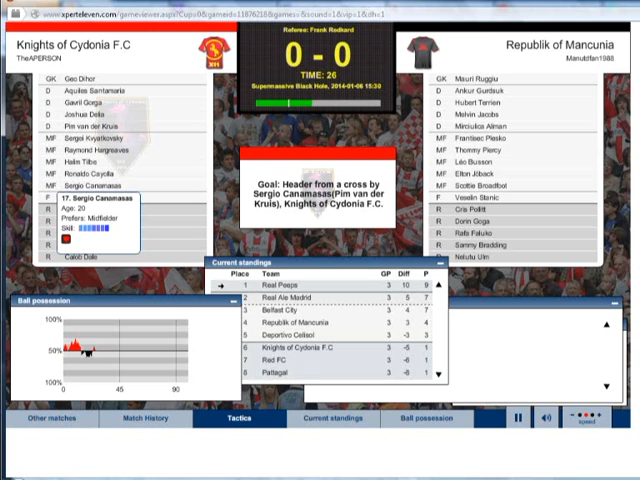 www.xperteleven.com/gameviewer.aspx?Cup=0&gameid=11876218&games=&sound=1&vip=1&dh=1
Knights of Cydonia F.C
TheAPERSON
X11
Referee: Frank Redkard
0 - 0
TIME: 26
Supermassive Black Hole, 2014-01-06 15:30
Republik of Mancunia
Manutdfan1988
GK Geo Dihor
D Aquiles Santamaria
D Gavril Gorga
D Joshua Delia
D Pim van der Kruis
MF Sergei Kvyatkovsky
MF Raymond Hargreaves
MF Halim Tibe
MF Ronaldo Caycilla
MF Sergio Canamasas
F
R
R
R
R
R Calob Dale
17. Sergio Canamasas
Age: 20
Prefers: Midfielder
Skil:
Goal: Header from a cross by
Sergio Canamasas(Pim van der
Kruis), Knights of Cydonia F.C.
GK Mauri Ruggiu
D Ankur Gurdsuk
D Hubert Terrien
D Melvin Jacobs
D Mirciulica Alman
MF Frantisec Plesko
MF Thommy Piercy
MF Léo Busson
MF Elton Jöback
MF Scottie Broadfoot
F Veselin Stanic
R Cris Pollitt
R Dorin Goga
R Rafa Faluko
R Sammy Bradding
R Nelutu Ulm
Current standings
Place Team GP Diff P
1 Real Peeps 3 10 9
2 Real Ale Madrid 3 5 7
3 Belfast City 3 4 7
4 Republik of Mancunia 3 3 4
5 Deportivo Celisol 3 -3 3
6 Knights of Cydonia F.C 3 -5 1
7 Red FC 3 -6 1
8 Pattagal 3 -8 1
Ball possession
100%
50%
100%
0 45 90
Other matches
Match History
Tactics
Current standings
Ball possession
- +
speed